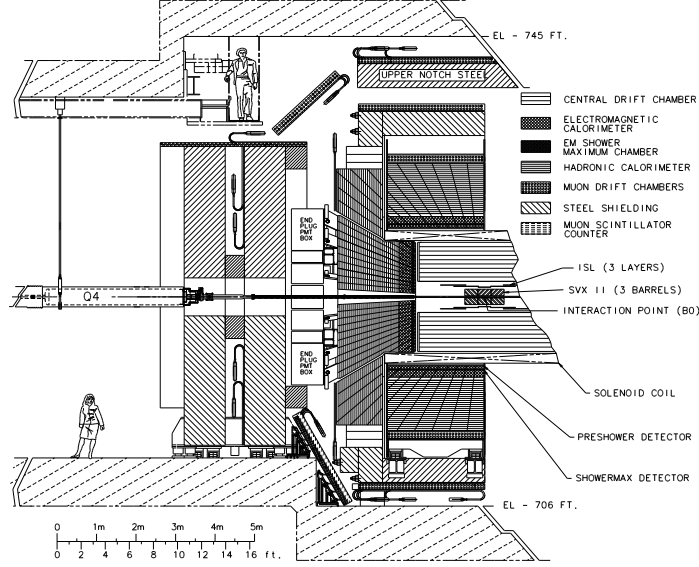 EL - 745 FT.
UPPER NOTCH STEEL
CENTRAL DRIFT CHAMBER
ELECTROMAGNETIC
CALORIMETER
EM SHOWER
MAXIMUM CHAMBER
HADRONIC CALORIMETER
MUON DRIFT CHAMBERS
STEEL SHIELDING
MUON SCINTILLATOR
COUNTER
END
PLUG
PMT
BOX
ISL (3 LAYERS)
Q4
SVX II (3 BARRELS)
INTERACTION POINT (B0)
END
PLUG
PMT
BOX
SOLENOID COIL
PRESHOWER DETECTOR
SHOWERMAX DETECTOR
EL - 706 FT.
0 1m 2m 3m 4m 5m
0 2 4 6 8 10 12 14 16 ft.